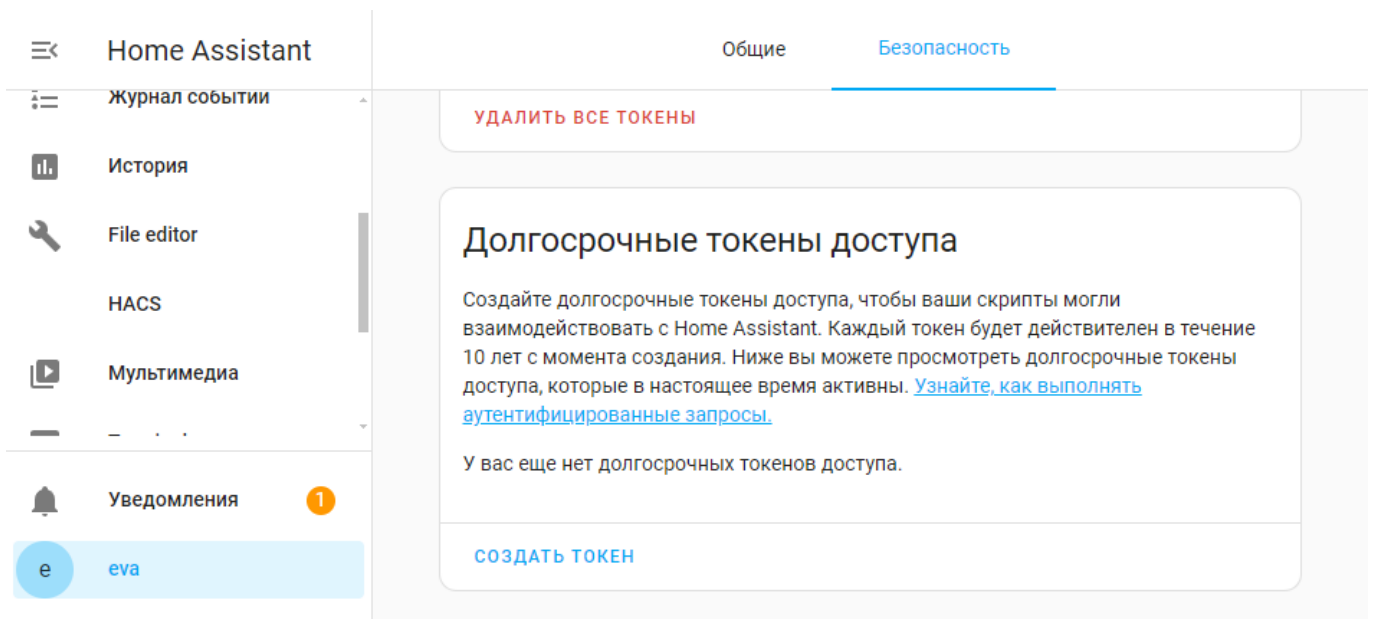 Home Assistant
Общие
Безопасность
Журнал событий
История
File editor
HACS
Мультимедиа
Уведомления
1
e
eva
УДАЛИТЬ ВСЕ ТОКЕНЫ
Долгосрочные токены доступа
Создайте долгосрочные токены доступа, чтобы ваши скрипты могли
взаимодействовать с Home Assistant. Каждый токен будет действителен в течение
10 лет с момента создания. Ниже вы можете просмотреть долгосрочные токены
доступа, которые в настоящее время активны. Узнайте, как выполнять
аутентифицированные запросы.
У вас еще нет долгосрочных токенов доступа.
СОЗДАТЬ ТОКЕН